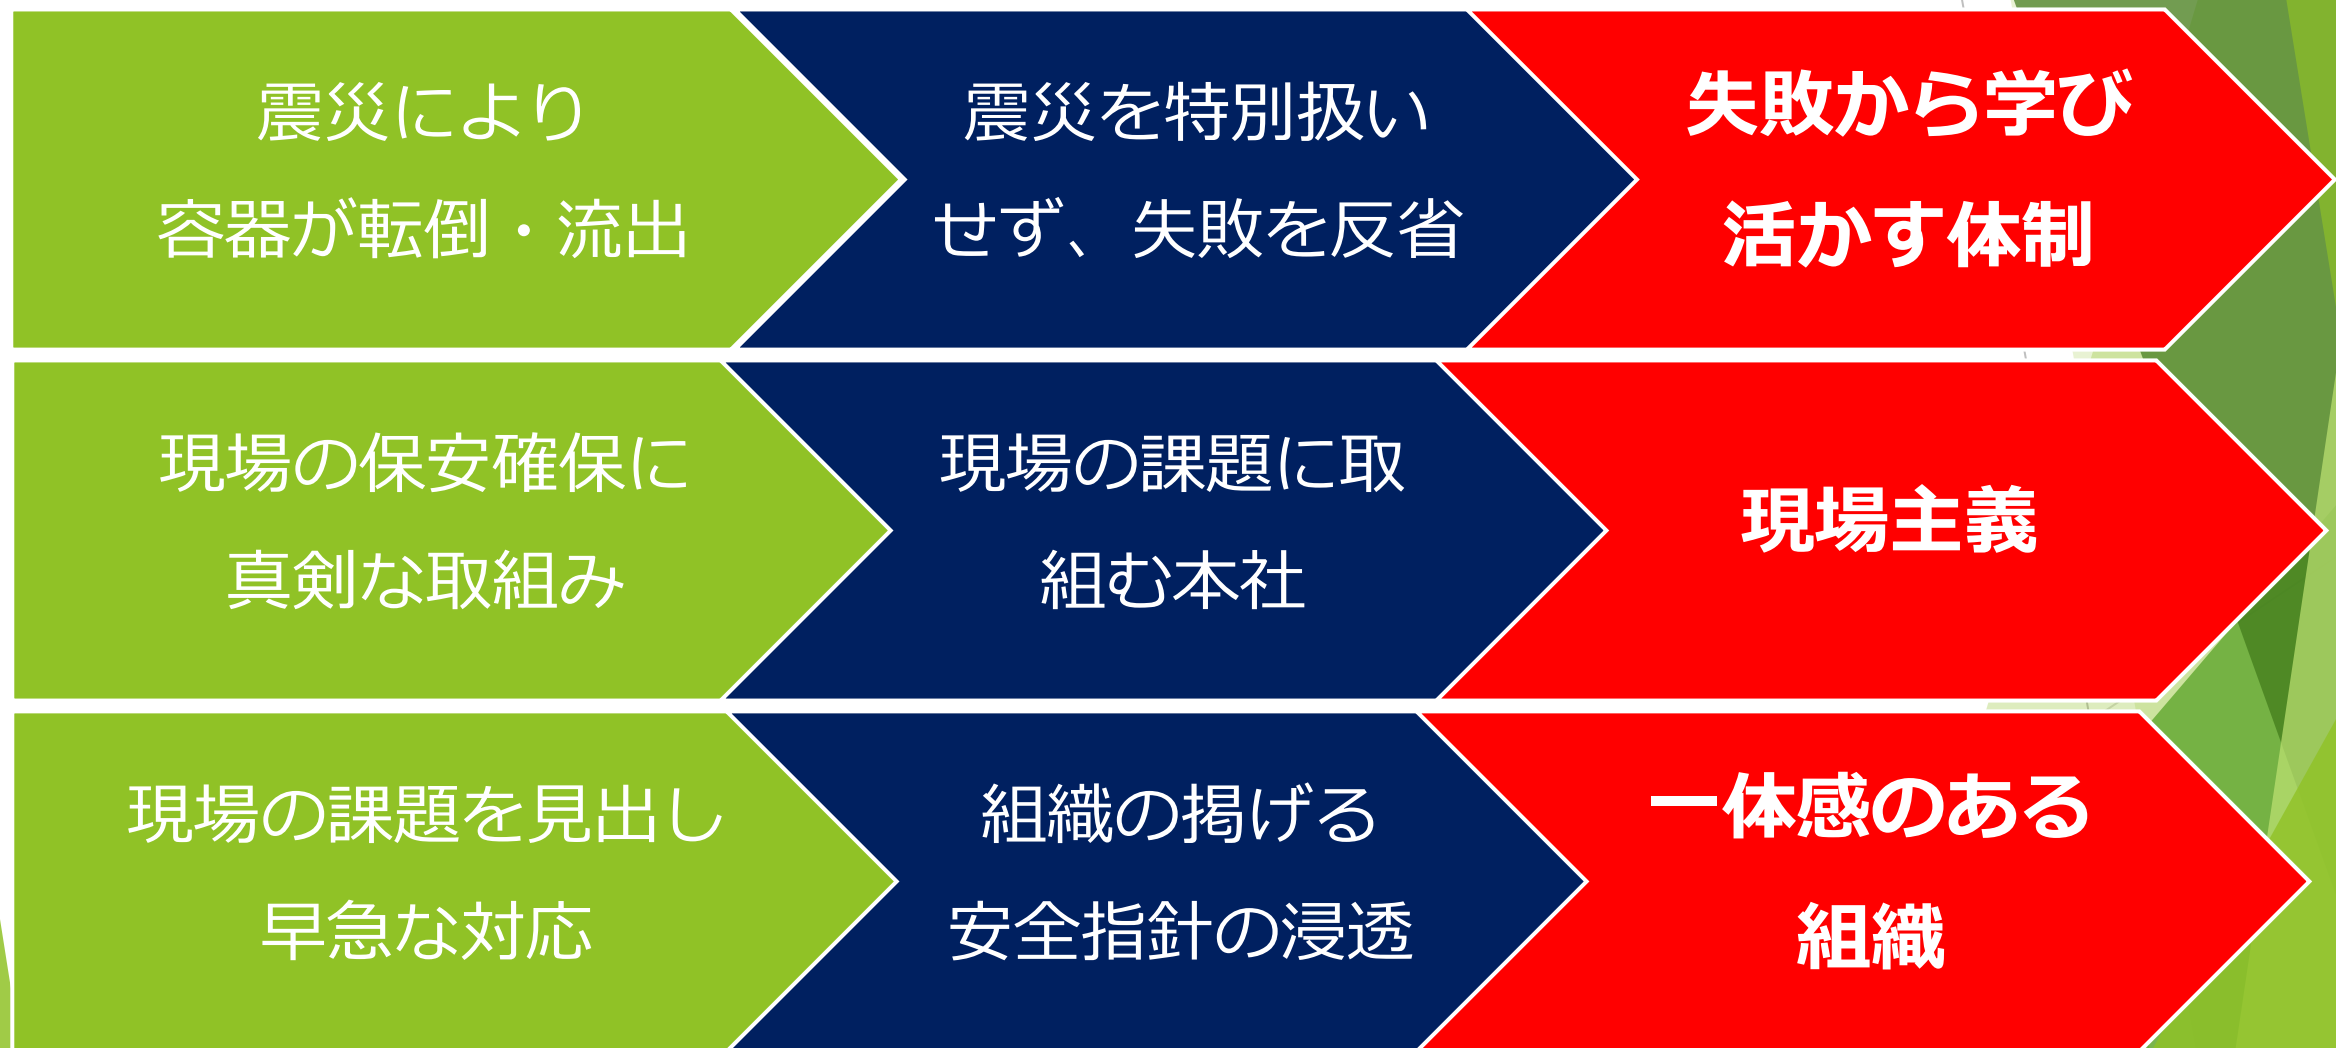 震災により
容器が転倒・流出
震災を特別扱い
せず、失敗を反省
失敗から学び
活かす体制
現場の保安確保に
真剣な取組み
現場の課題に取
組む本社
現場主義
現場の課題を見出し
早急な対応
組織の掲げる
安全指針の浸透
一体感のある
組織